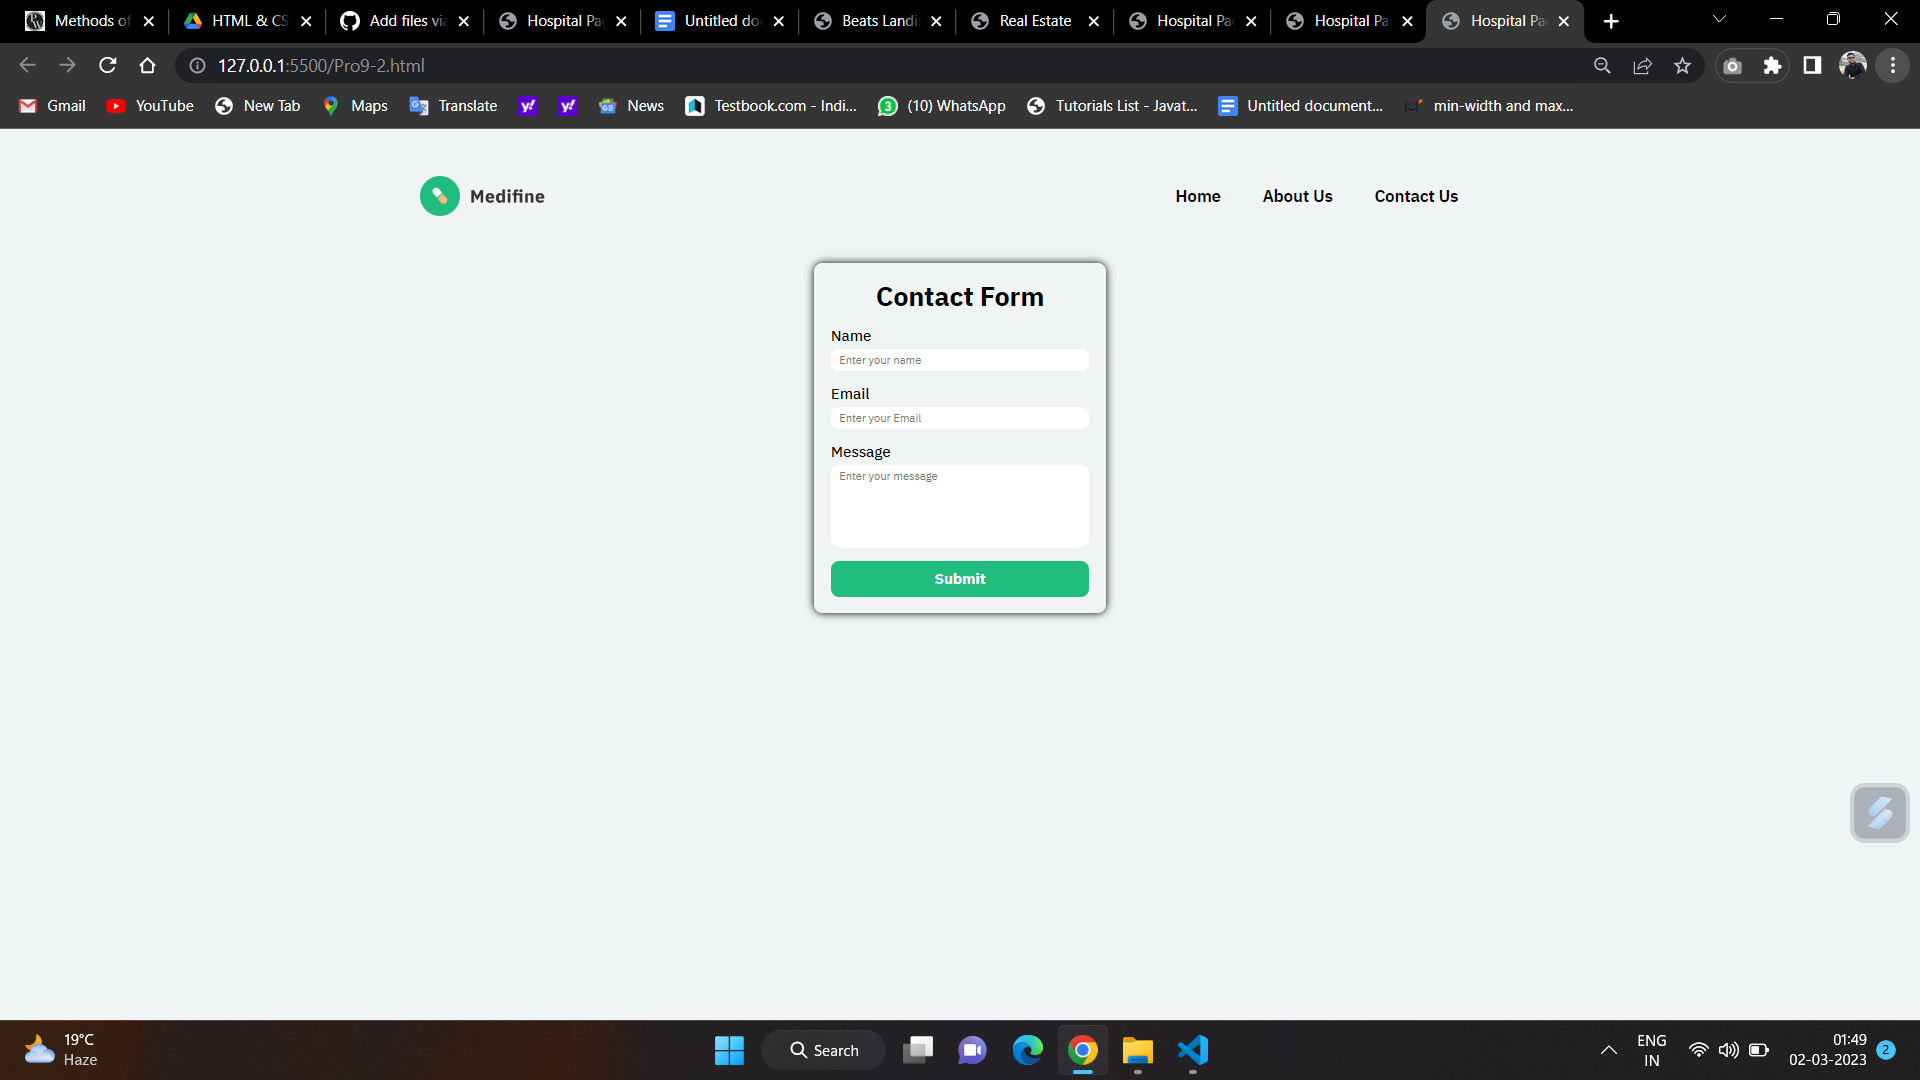 Methods of
HTML & CS
Add files via
Hospital Pa
Untitled do
Beats Landi
Real Estate
Hospital Pa
Hospital Pa
Hospital Pa
127.0.0.1:5500/Pro9-2.html
Gmail
YouTube
New Tab
Maps
Translate
News
Testbook.com - Indi...
(10) WhatsApp
Tutorials List - Javat...
Untitled document...
min-width and max...
Medifine
Home
About Us
Contact Us
Contact Form
Name
Enter your name
Email
Enter your Email
Message
Enter your message
Submit
19°C
Haze
Search
ENG
IN
01:49
02-03-2023
2